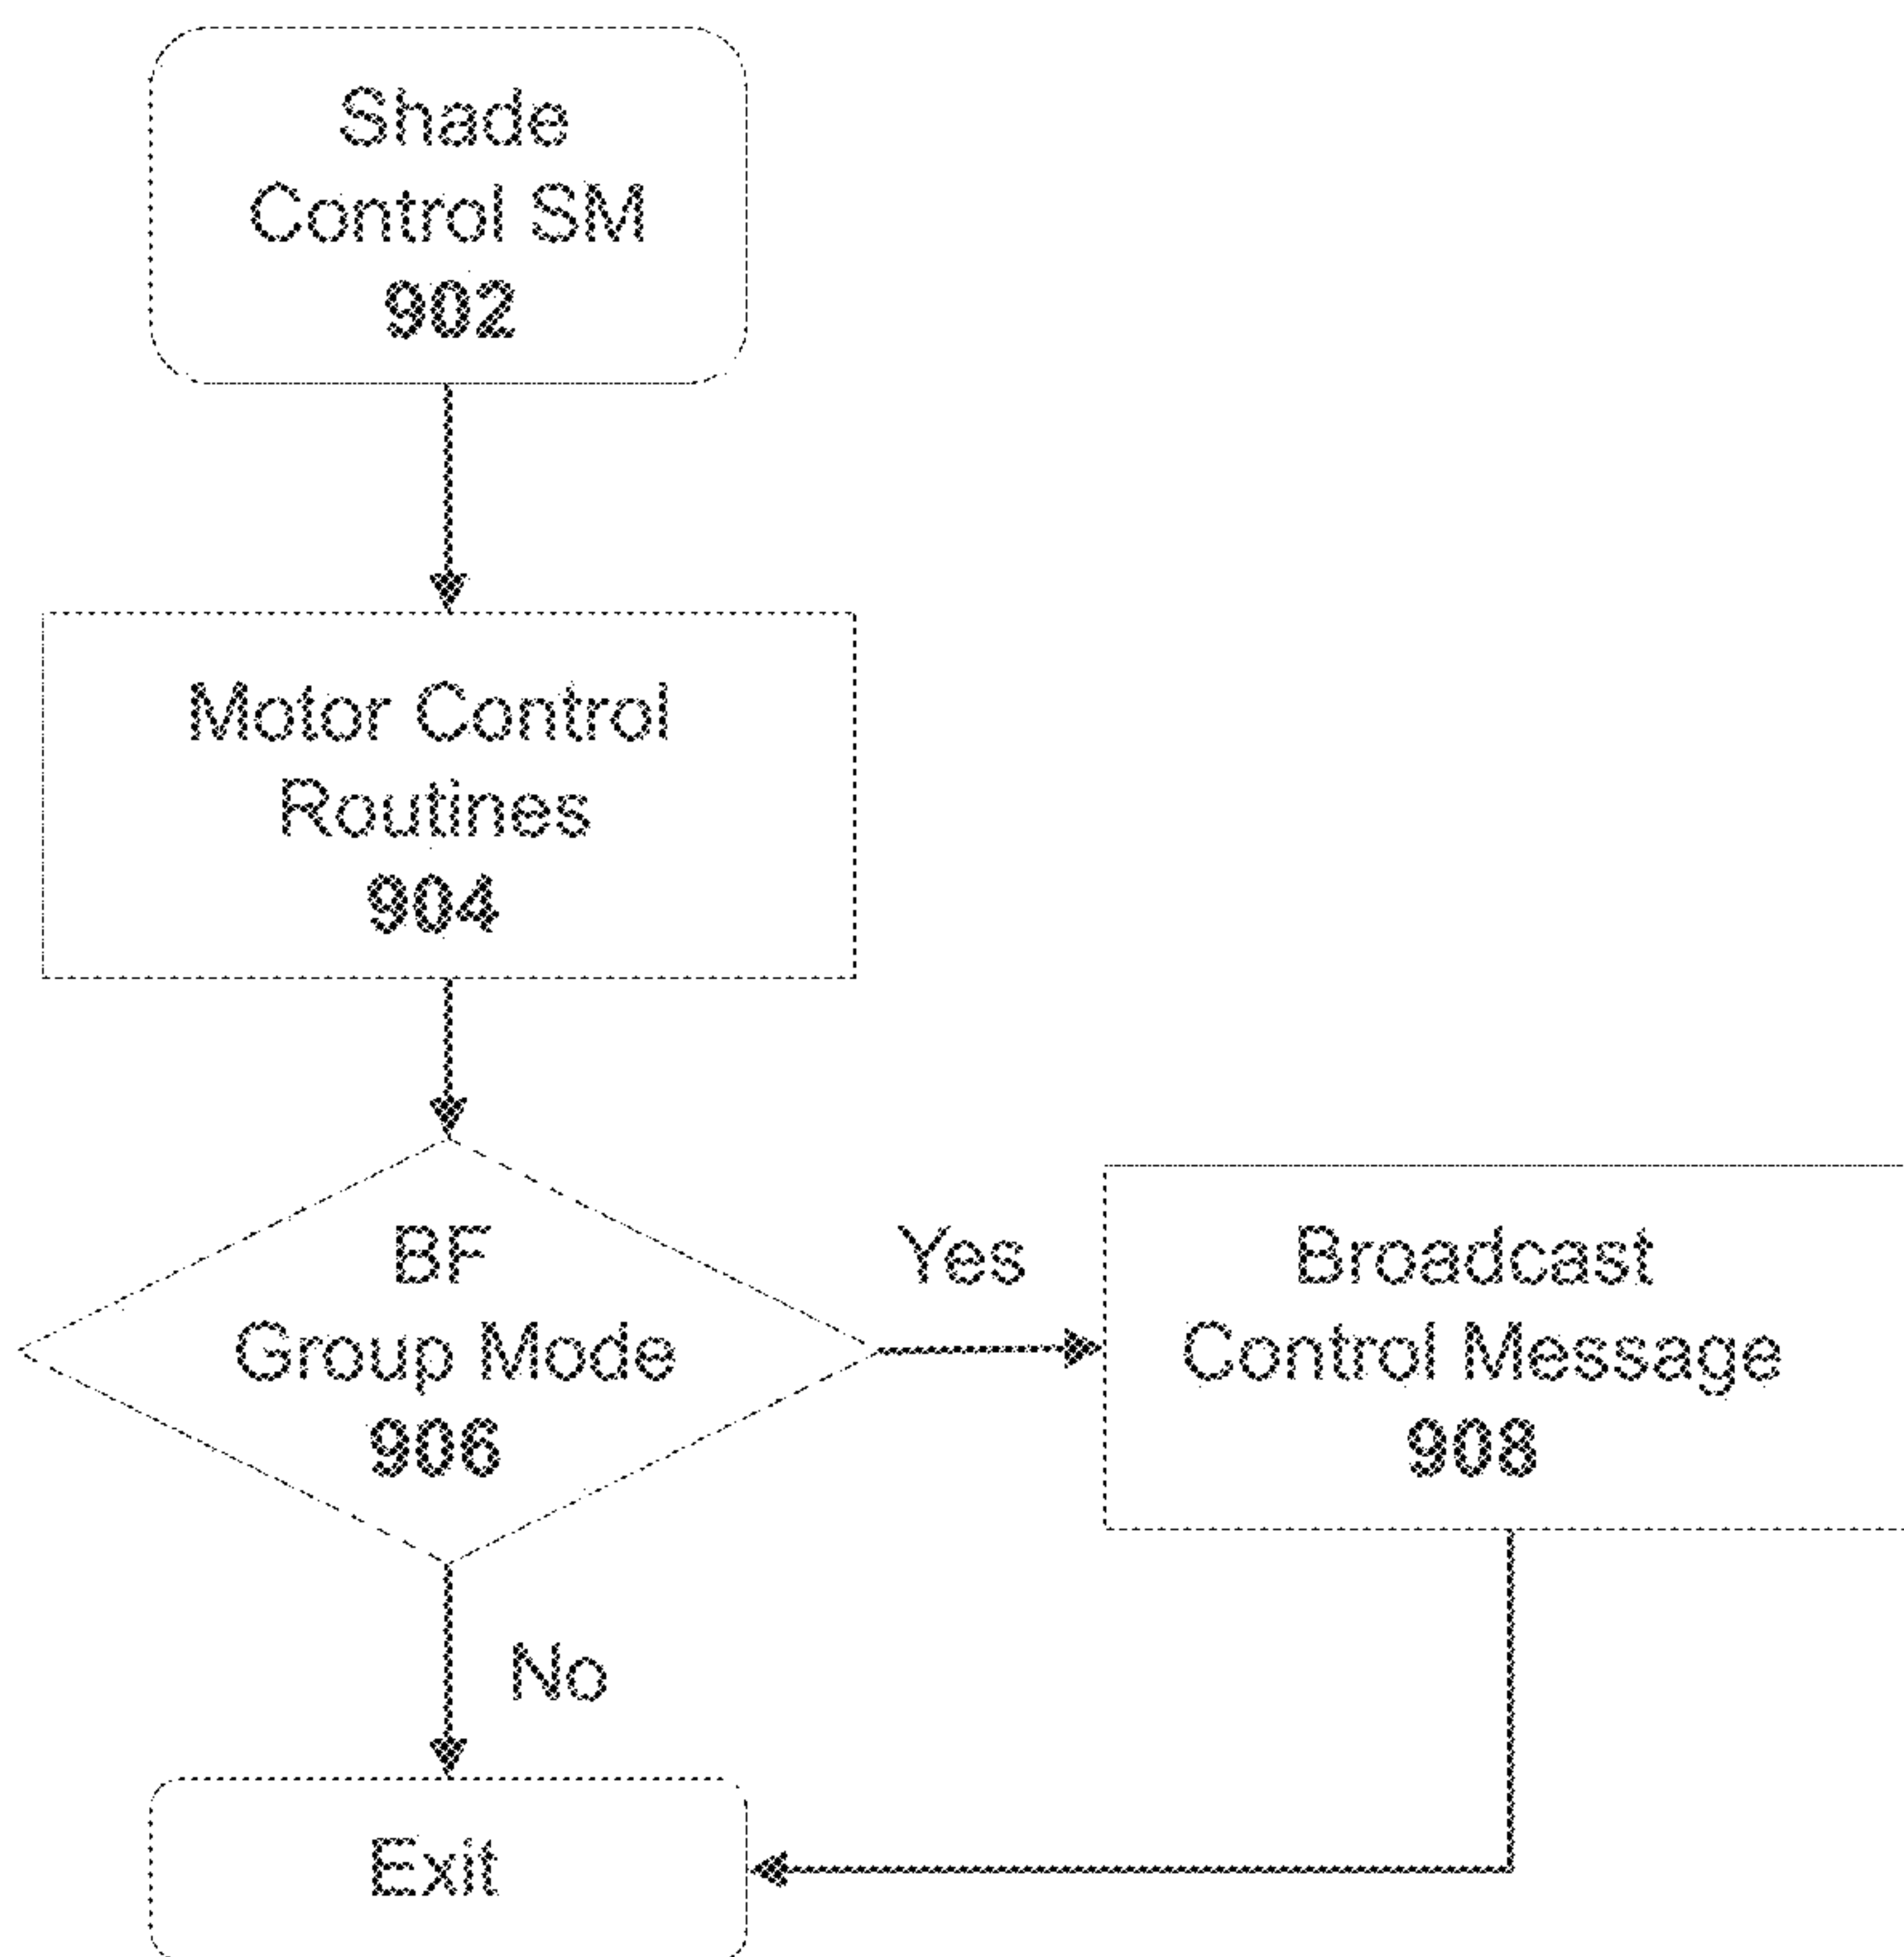 Shade
Control SM
902
Motor Control
Routines
904
BF
Group Mode
906
Yes
Broadcast
Control Message
908
No
Exit